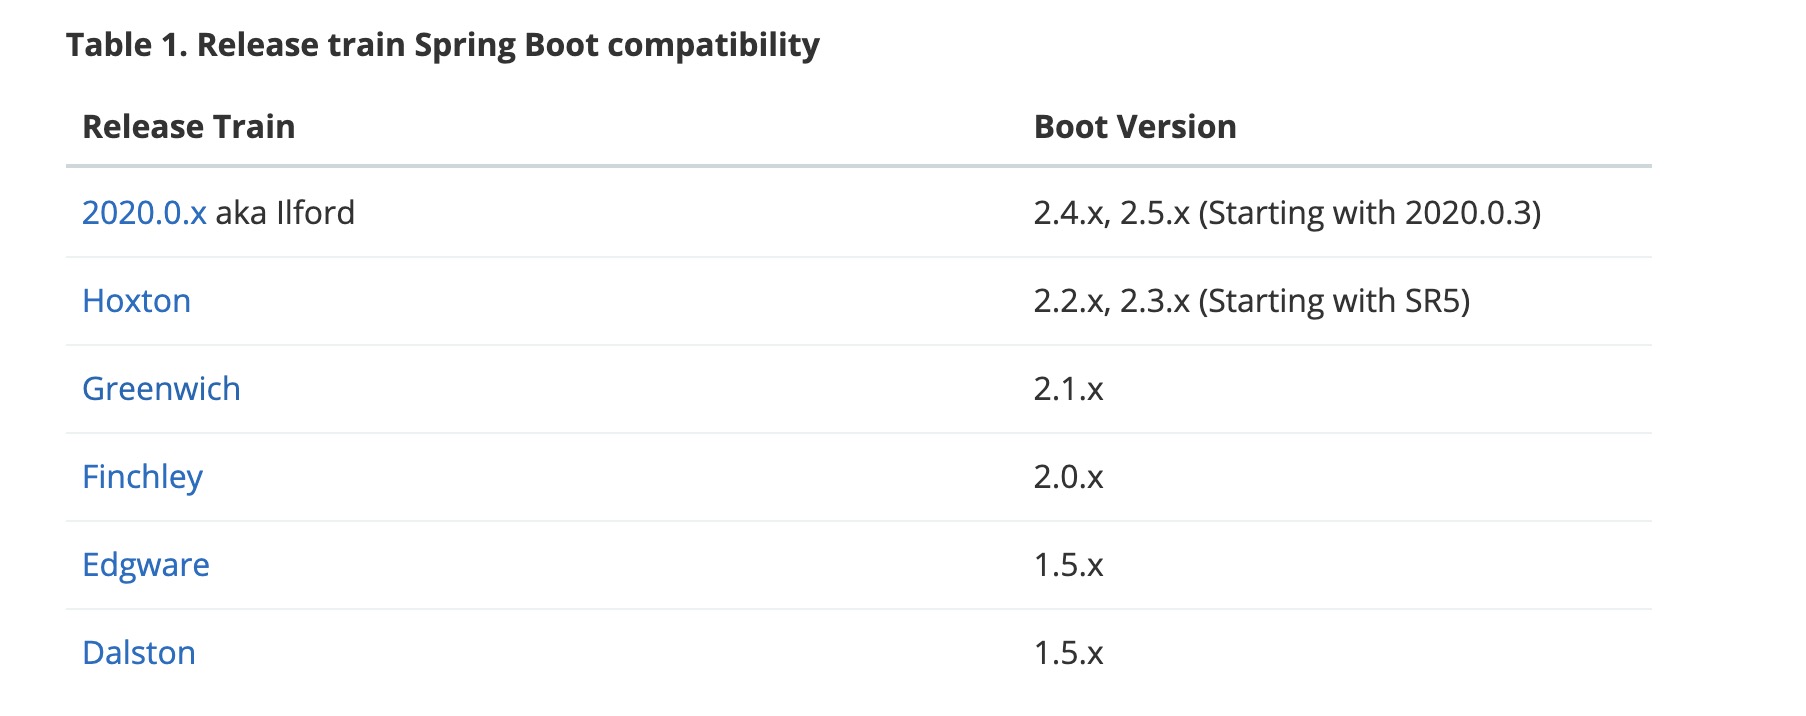 Table 1. Release train Spring Boot compatibility
Release Train Boot Version
2020.0.x aka Ilford 2.4.x, 2.5.x (Starting with 2020.0.3)
Hoxton 2.2.x, 2.3.x (Starting with SR5)
Greenwich 2.1.x
Finchley 2.0.x
Edgware 1.5.x
Dalston 1.5.x